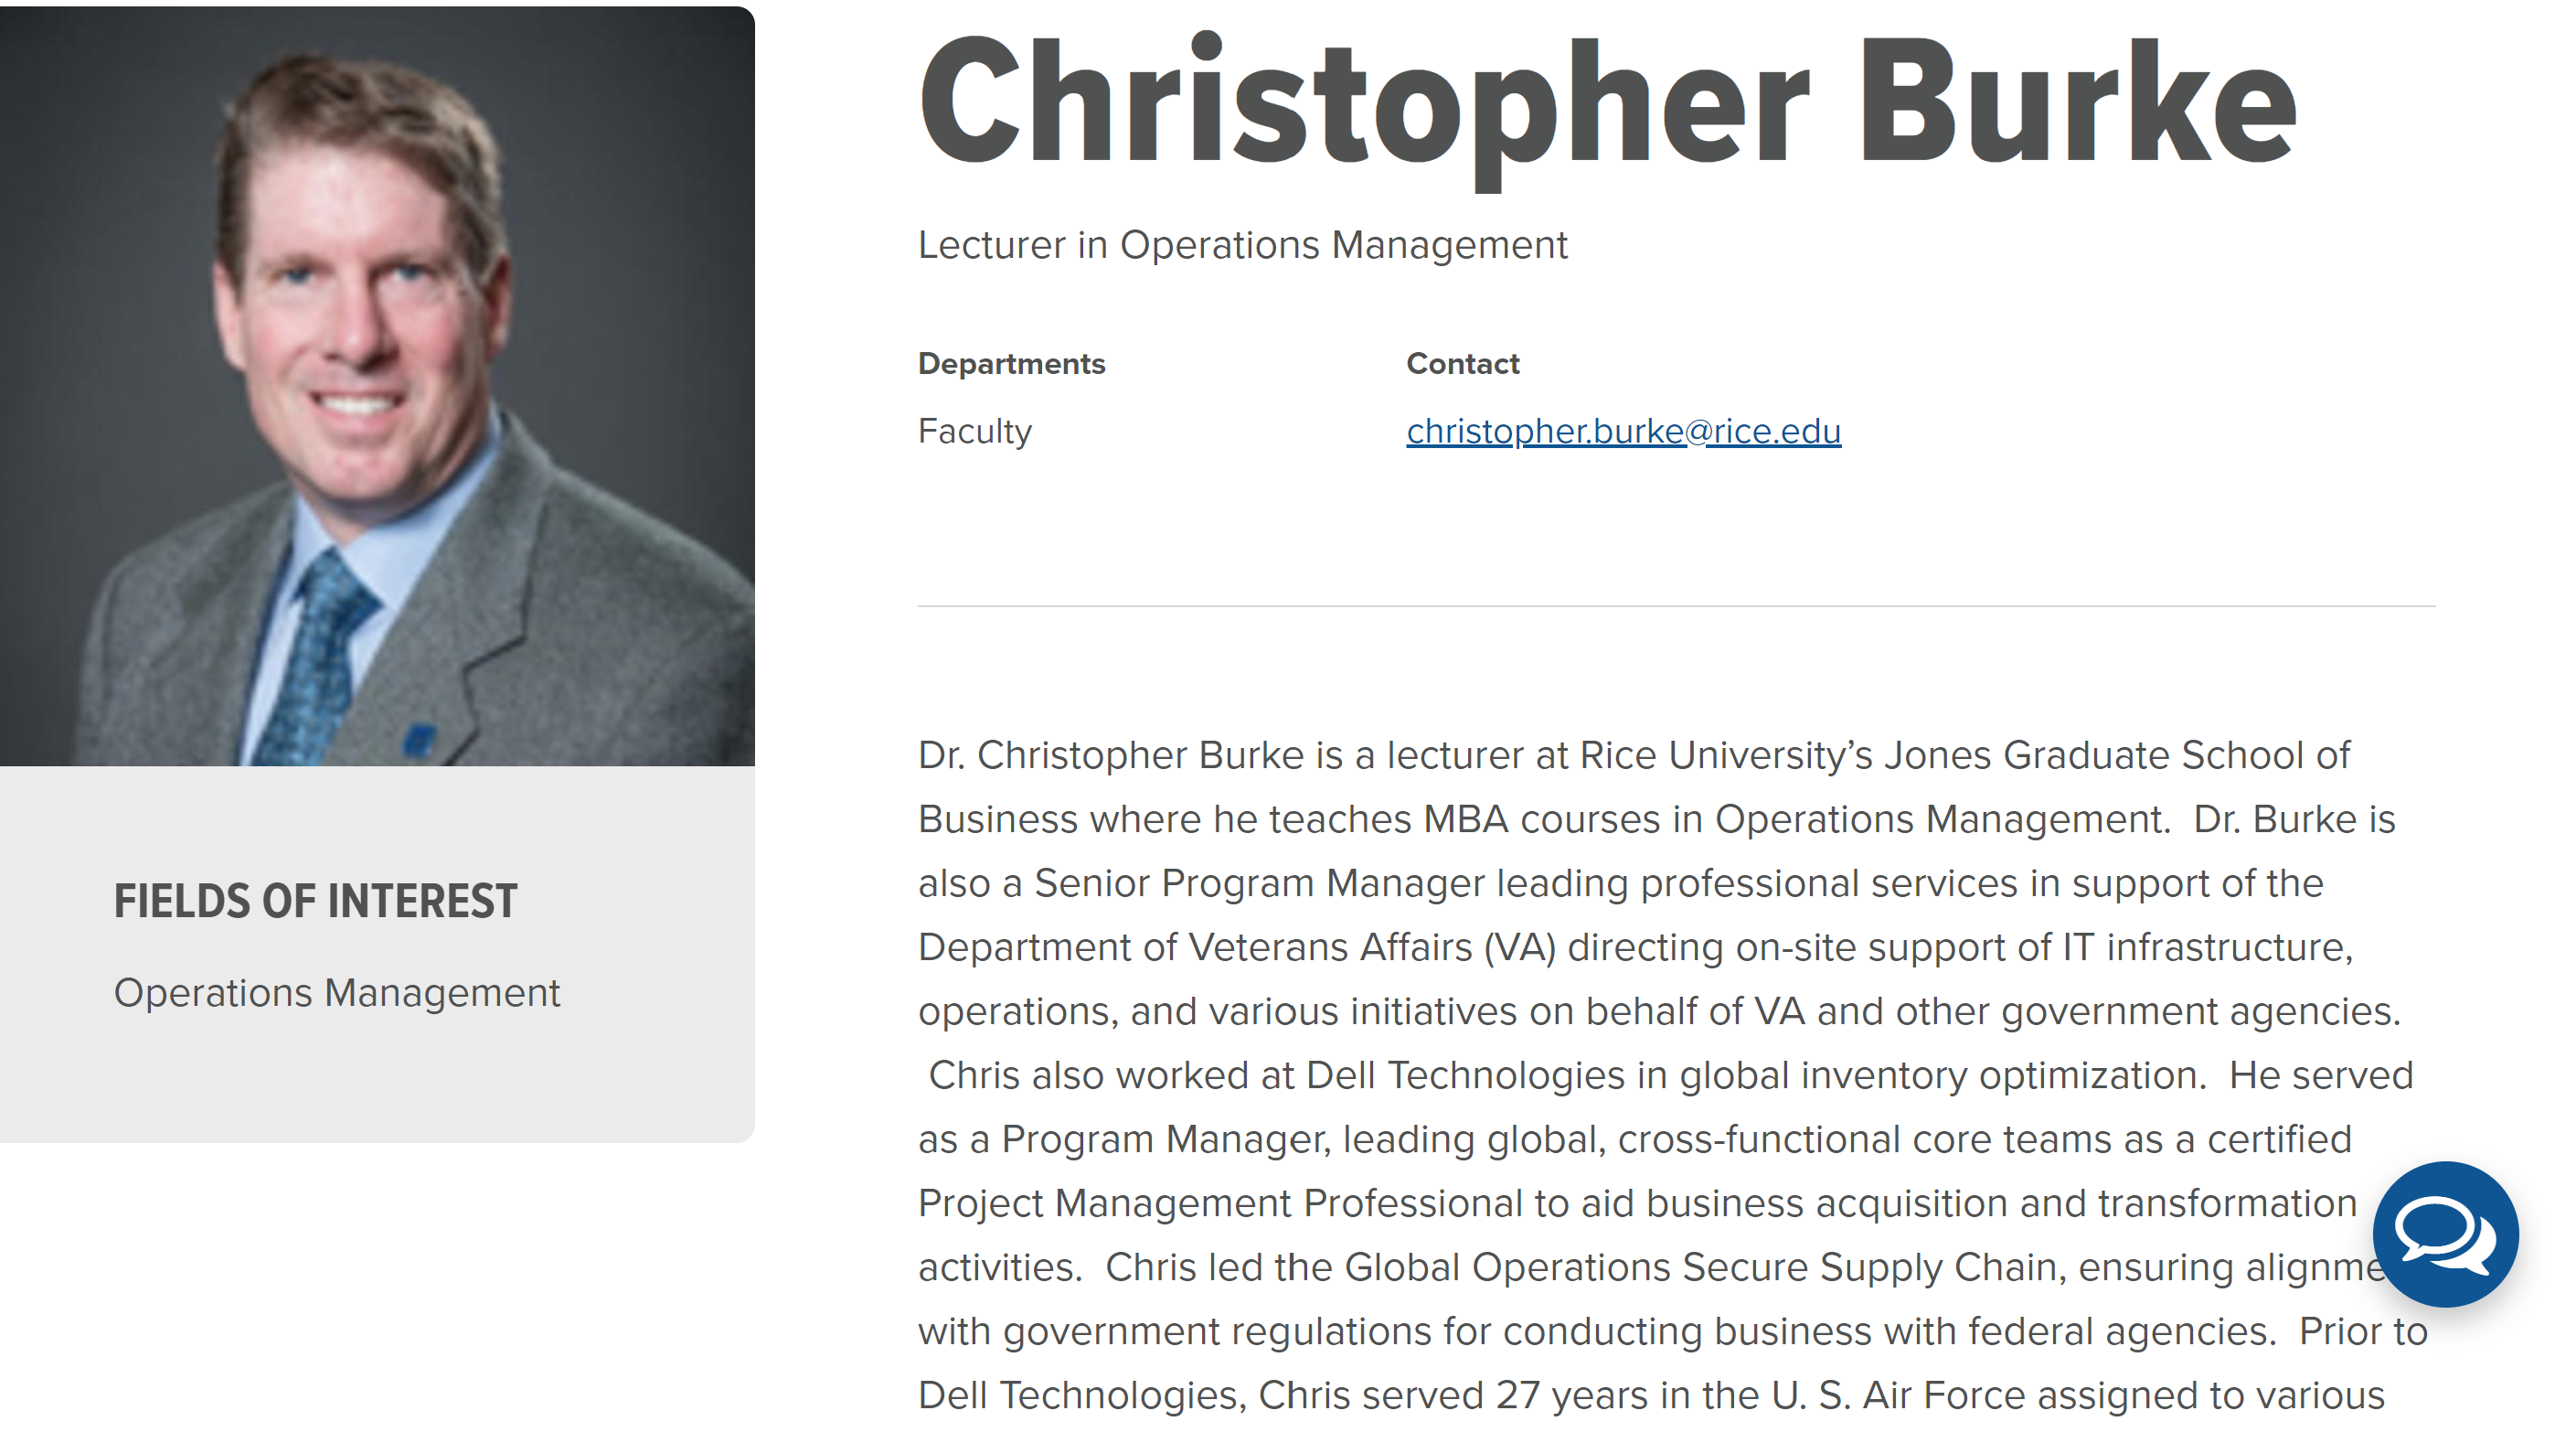 Christopher Burke
Lecturer in Operations Management
Departments
Faculty
Contact
christopher.burke@rice.edu
FIELDS OF INTEREST
Operations Management
Dr. Christopher Burke is a lecturer at Rice University’s Jones Graduate School of
Business where he teaches MBA courses in Operations Management.  Dr. Burke is
also a Senior Program Manager leading professional services in support of the
Department of Veterans Affairs (VA) directing on-site support of IT infrastructure,
operations, and various initiatives on behalf of VA and other government agencies.
Chris also worked at Dell Technologies in global inventory optimization.  He served
as a Program Manager, leading global, cross-functional core teams as a certified
Project Management Professional to aid business acquisition and transformation
activities.  Chris led the Global Operations Secure Supply Chain, ensuring alignme
with government regulations for conducting business with federal agencies.  Prior to
Dell Technologies, Chris served 27 years in the U. S. Air Force assigned to various